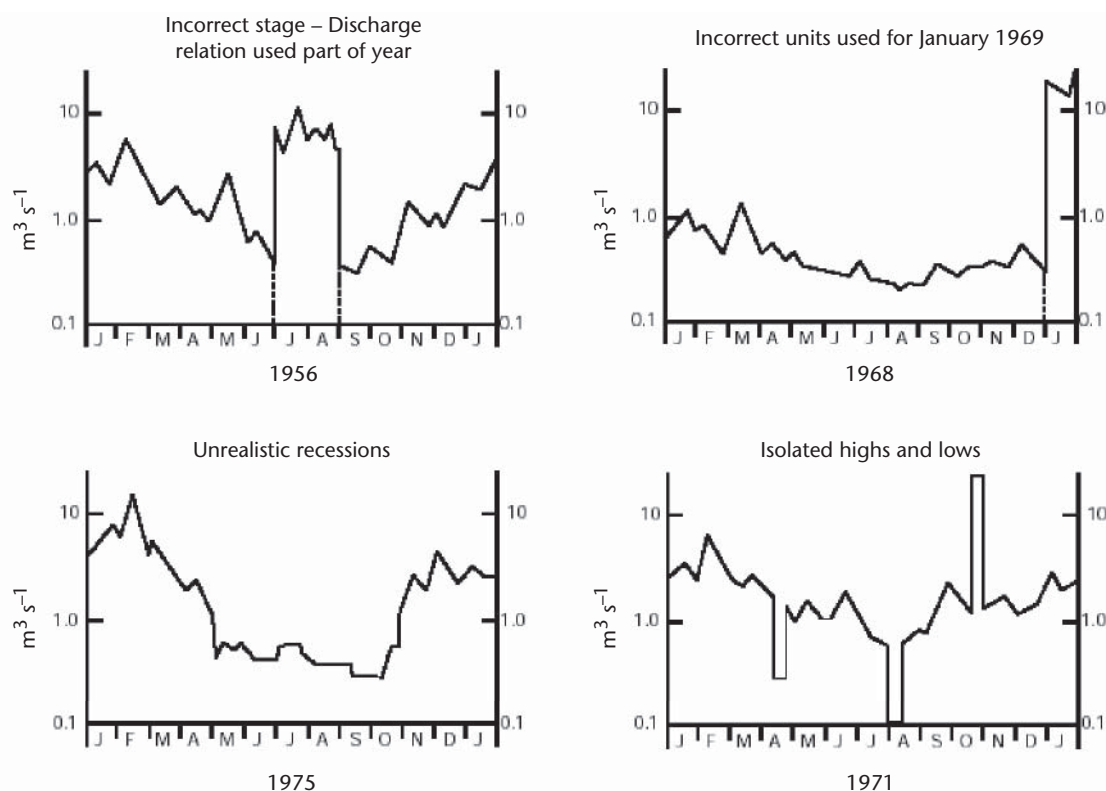 Incorrect stage – Discharge
relation used part of year
10
10
m³ s⁻¹
1.0
1.0
0.1
0.1
J F M A M J J A S O N D J
1956
Incorrect units used for January 1969
10
10
m³ s⁻¹
1.0
1.0
0.1
0.1
J F M A M J J A S O N D J
1968
Unrealistic recessions
10
10
m³ s⁻¹
1.0
1.0
0.1
0.1
J F M A M J J A S O N D J
1975
Isolated highs and lows
10
10
m³ s⁻¹
1.0
1.0
0.1
0.1
J F M A M J J A S O N D J
1971